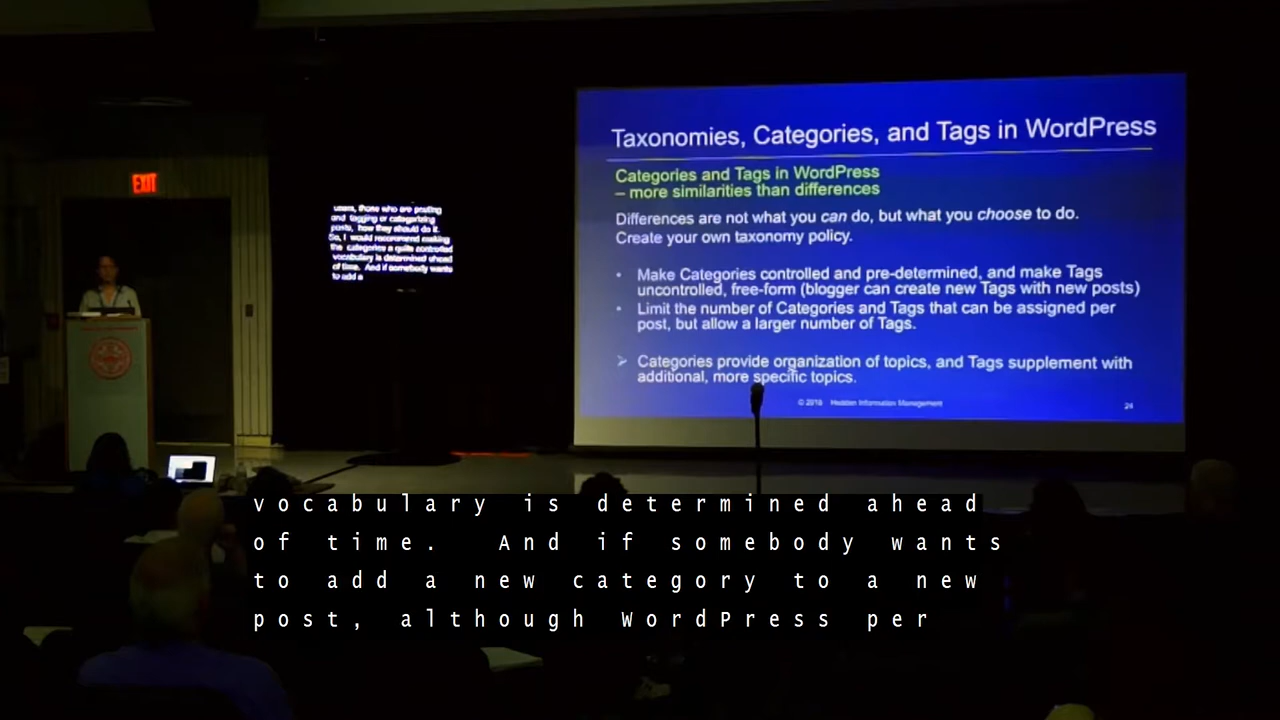 EXIT
users, those who are posting
and tagging or categorizing
posts, how they should do it.
So, I would recommend making
the categories a quite controlled
vocabulary is determined ahead
of time. And if somebody wants
to add a
Taxonomies, Categories, and Tags in WordPress
Categories and Tags in WordPress
– more similarities than differences
Differences are not what you can do, but what you choose to do.
Create your own taxonomy policy.
• Make Categories controlled and pre-determined, and make Tags
uncontrolled, free-form (blogger can create new Tags with new posts)
• Limit the number of Categories and Tags that can be assigned per
post, but allow a larger number of Tags.
➢ Categories provide organization of topics, and Tags supplement with
additional, more specific topics.
© 2018 Hedden Information Management
24
vocabulary is determined ahead
of time. And if somebody wants
to add a new category to a new
post, although WordPress per